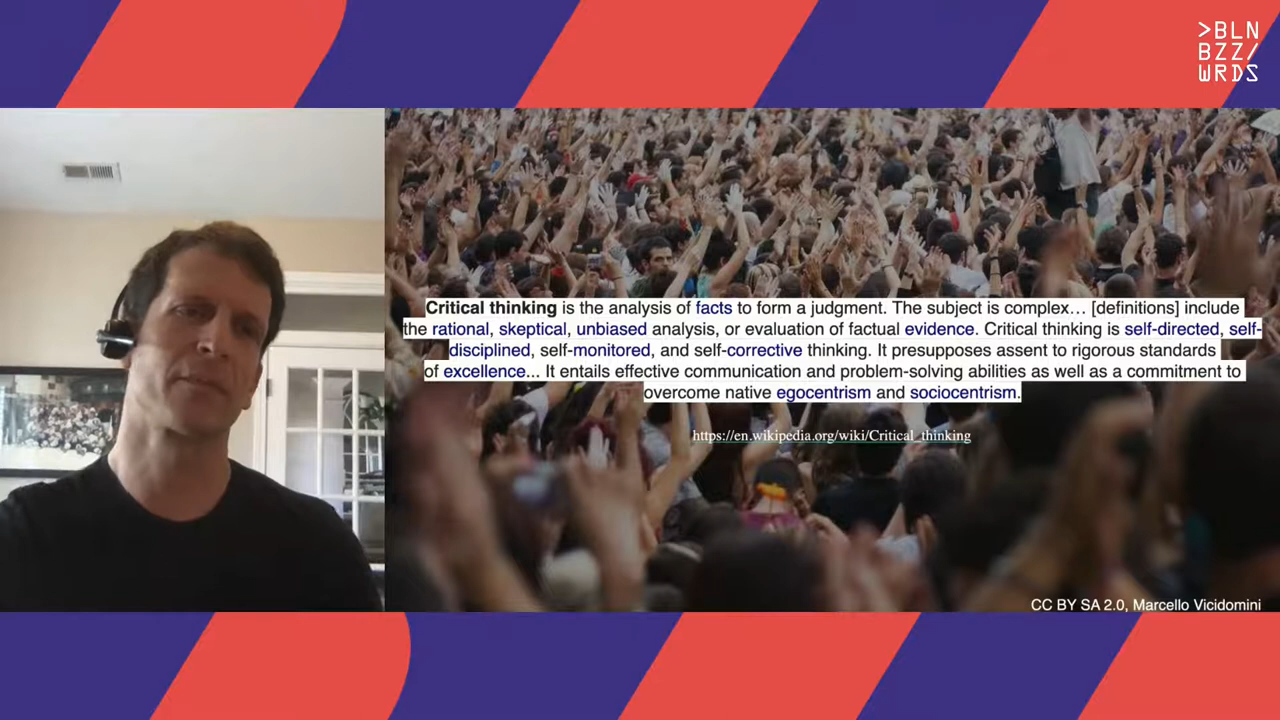 >BLN
BZZ/
WRDS
Critical thinking is the analysis of facts to form a judgment. The subject is complex… [definitions] include
the rational, skeptical, unbiased analysis, or evaluation of factual evidence. Critical thinking is self-directed, self-
disciplined, self-monitored, and self-corrective thinking. It presupposes assent to rigorous standards
of excellence... It entails effective communication and problem-solving abilities as well as a commitment to
overcome native egocentrism and sociocentrism.
https://en.wikipedia.org/wiki/Critical_thinking
CC BY SA 2.0, Marcello Vicidomini